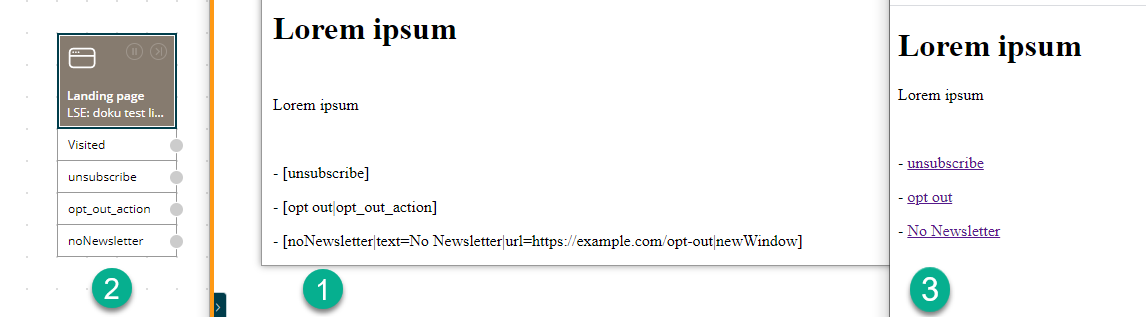 Landing page
LSE: doku test li...
Visited
unsubscribe
opt_out_action
noNewsletter
2
Lorem ipsum
Lorem ipsum
- [unsubscribe]
- [opt out|opt_out_action]
- [noNewsletter|text=No Newsletter|url=https://example.com/opt-out|newWindow]
1
Lorem ipsum
Lorem ipsum
- unsubscribe
- opt out
- No Newsletter
3